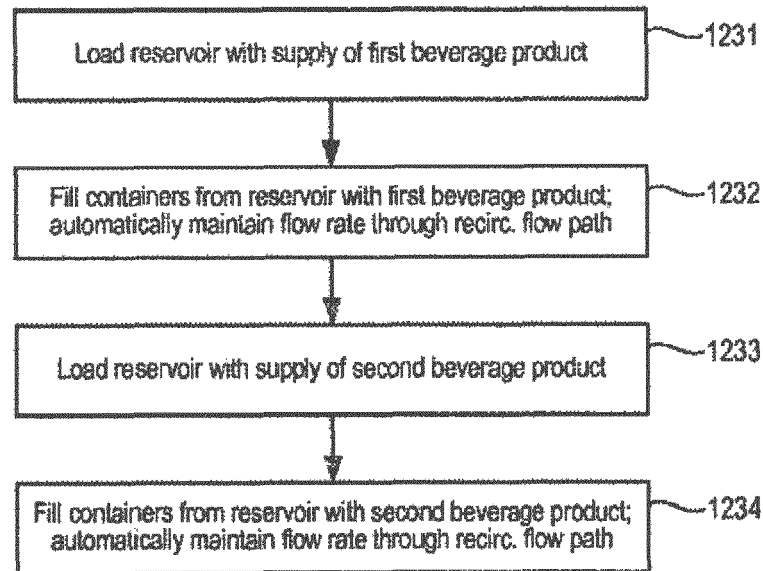 Load reservoir with supply of first beverage product
1231
Fill containers from reservoir with first beverage product;
automatically maintain flow rate through recirc. flow path
1232
Load reservoir with supply of second beverage product
1233
Fill containers from reservoir with second beverage product;
automatically maintain flow rate through recirc. flow path
1234